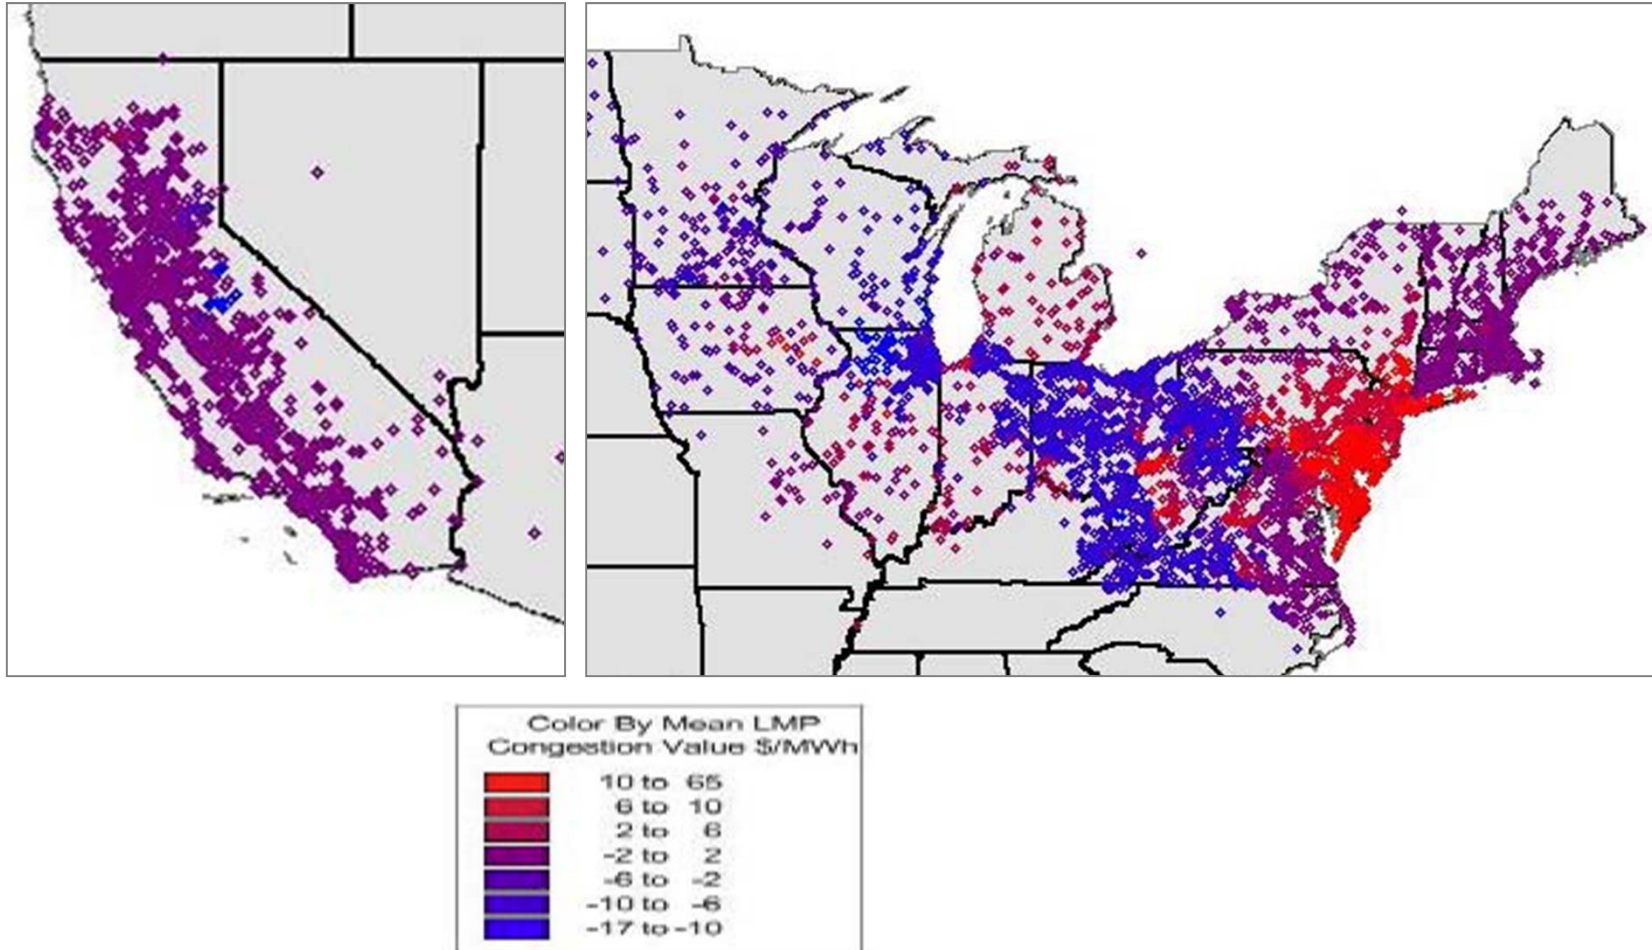 Color By Mean LMP
Congestion Value $/MWh
10 to 65
6 to 10
2 to 6
-2 to 2
-6 to -2
-10 to -6
-17 to -10